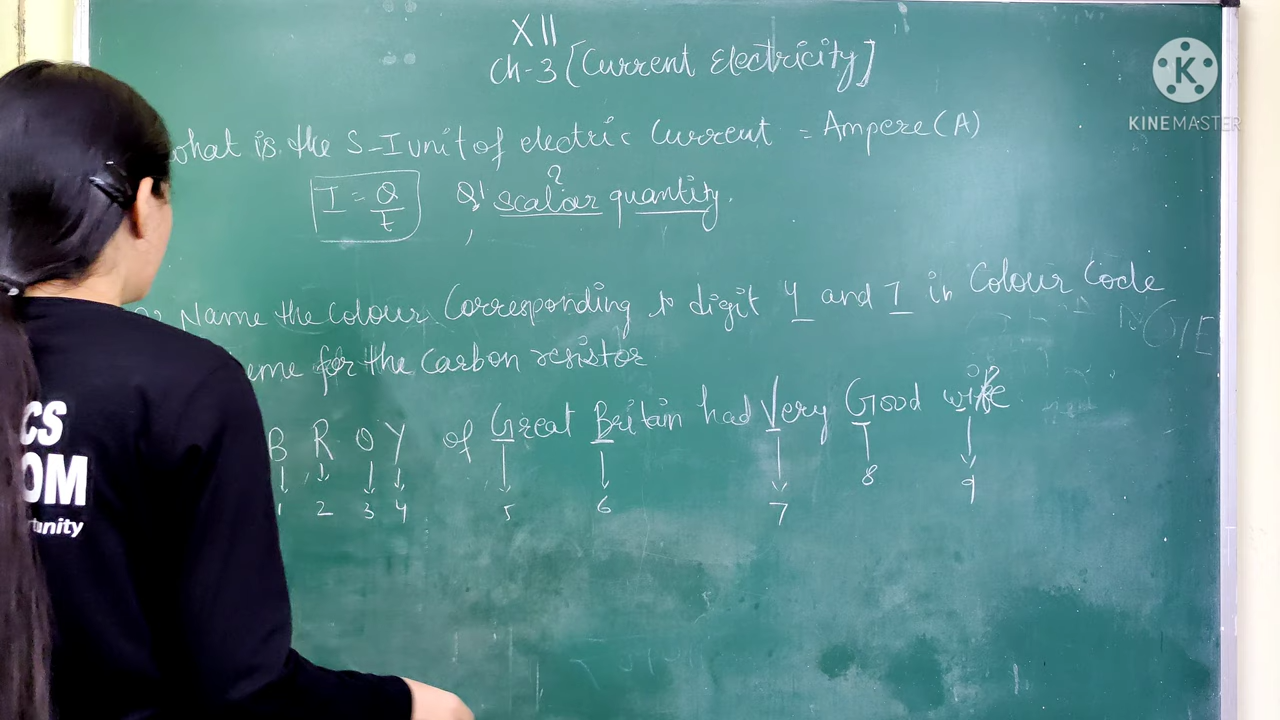 XII
Ch-3 [Current Electricity]
what is the S-I unit of electric Current = Ampere (A)
I = Q/t
scalar quantity.
Name the colour Corresponding to digit 4 and 7 in Colour Code
eme for the Carbon resistor
B R O Y of Great Britain had Very Good wife
1 2 3 4 5 6 7 8 9
CS
OM
rtunity
K
KINEMASTER